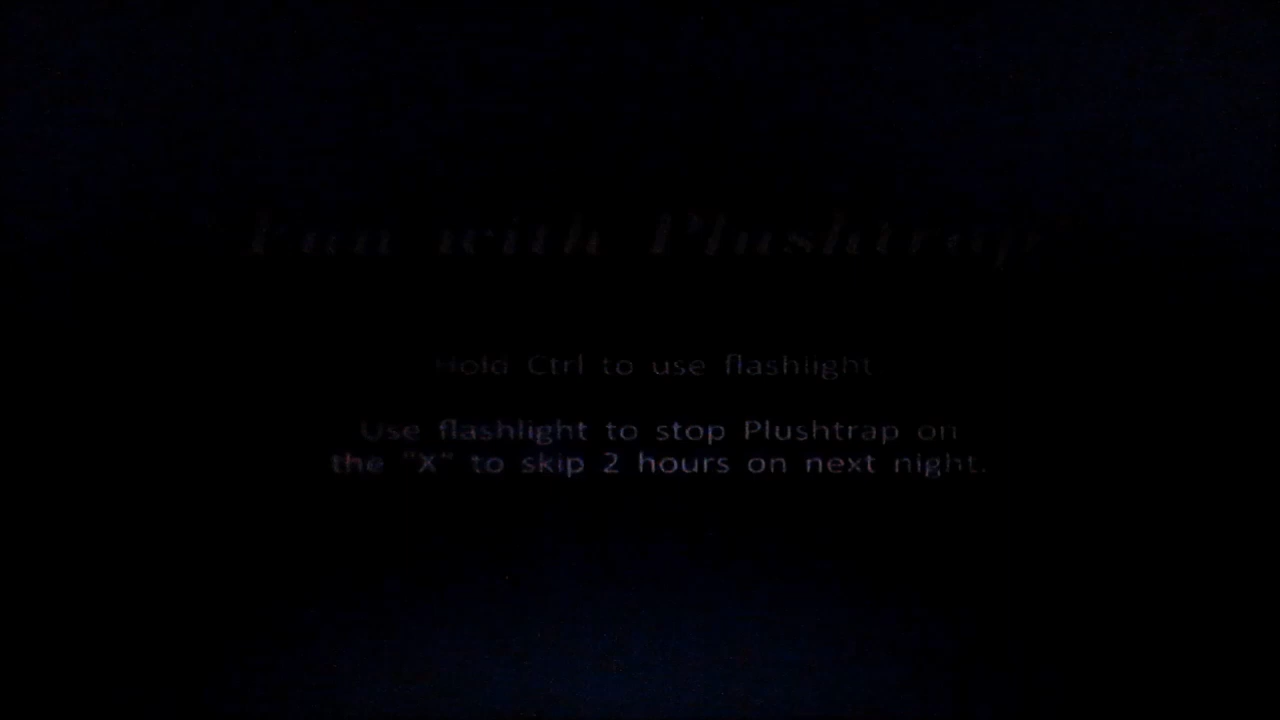 Fun with Plushtrap
Hold Ctrl to use flashlight
Use flashlight to stop Plushtrap on
the "X" to skip 2 hours on next night.